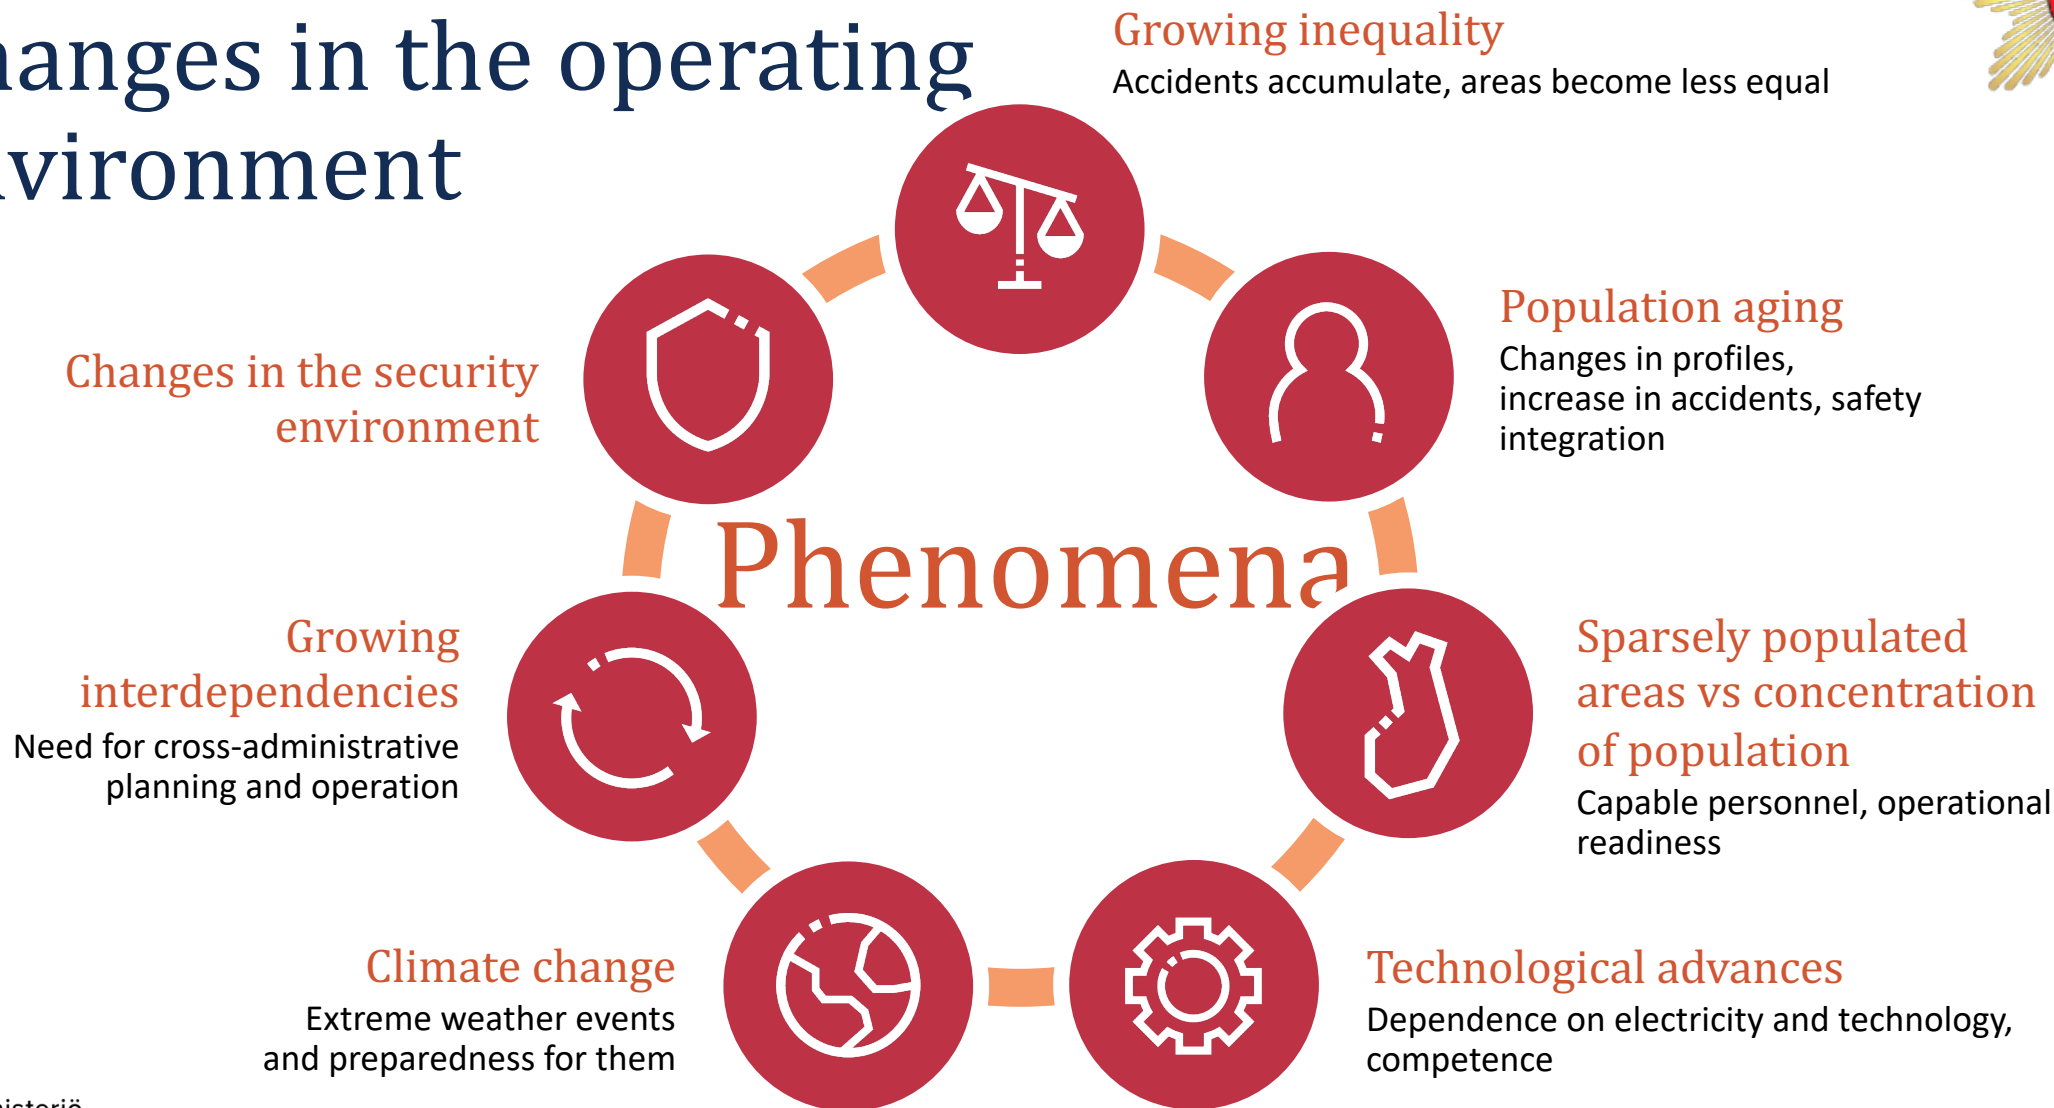 hanges in the operating
vironment
Growing inequality
Accidents accumulate, areas become less equal
Population aging
Changes in profiles,
increase in accidents, safety
integration
Changes in the security
environment
Phenomena
Growing
interdependencies
Need for cross-administrative
planning and operation
Sparsely populated
areas vs concentration
of population
Capable personnel, operational
readiness
Climate change
Extreme weather events
and preparedness for them
Technological advances
Dependence on electricity and technology,
competence